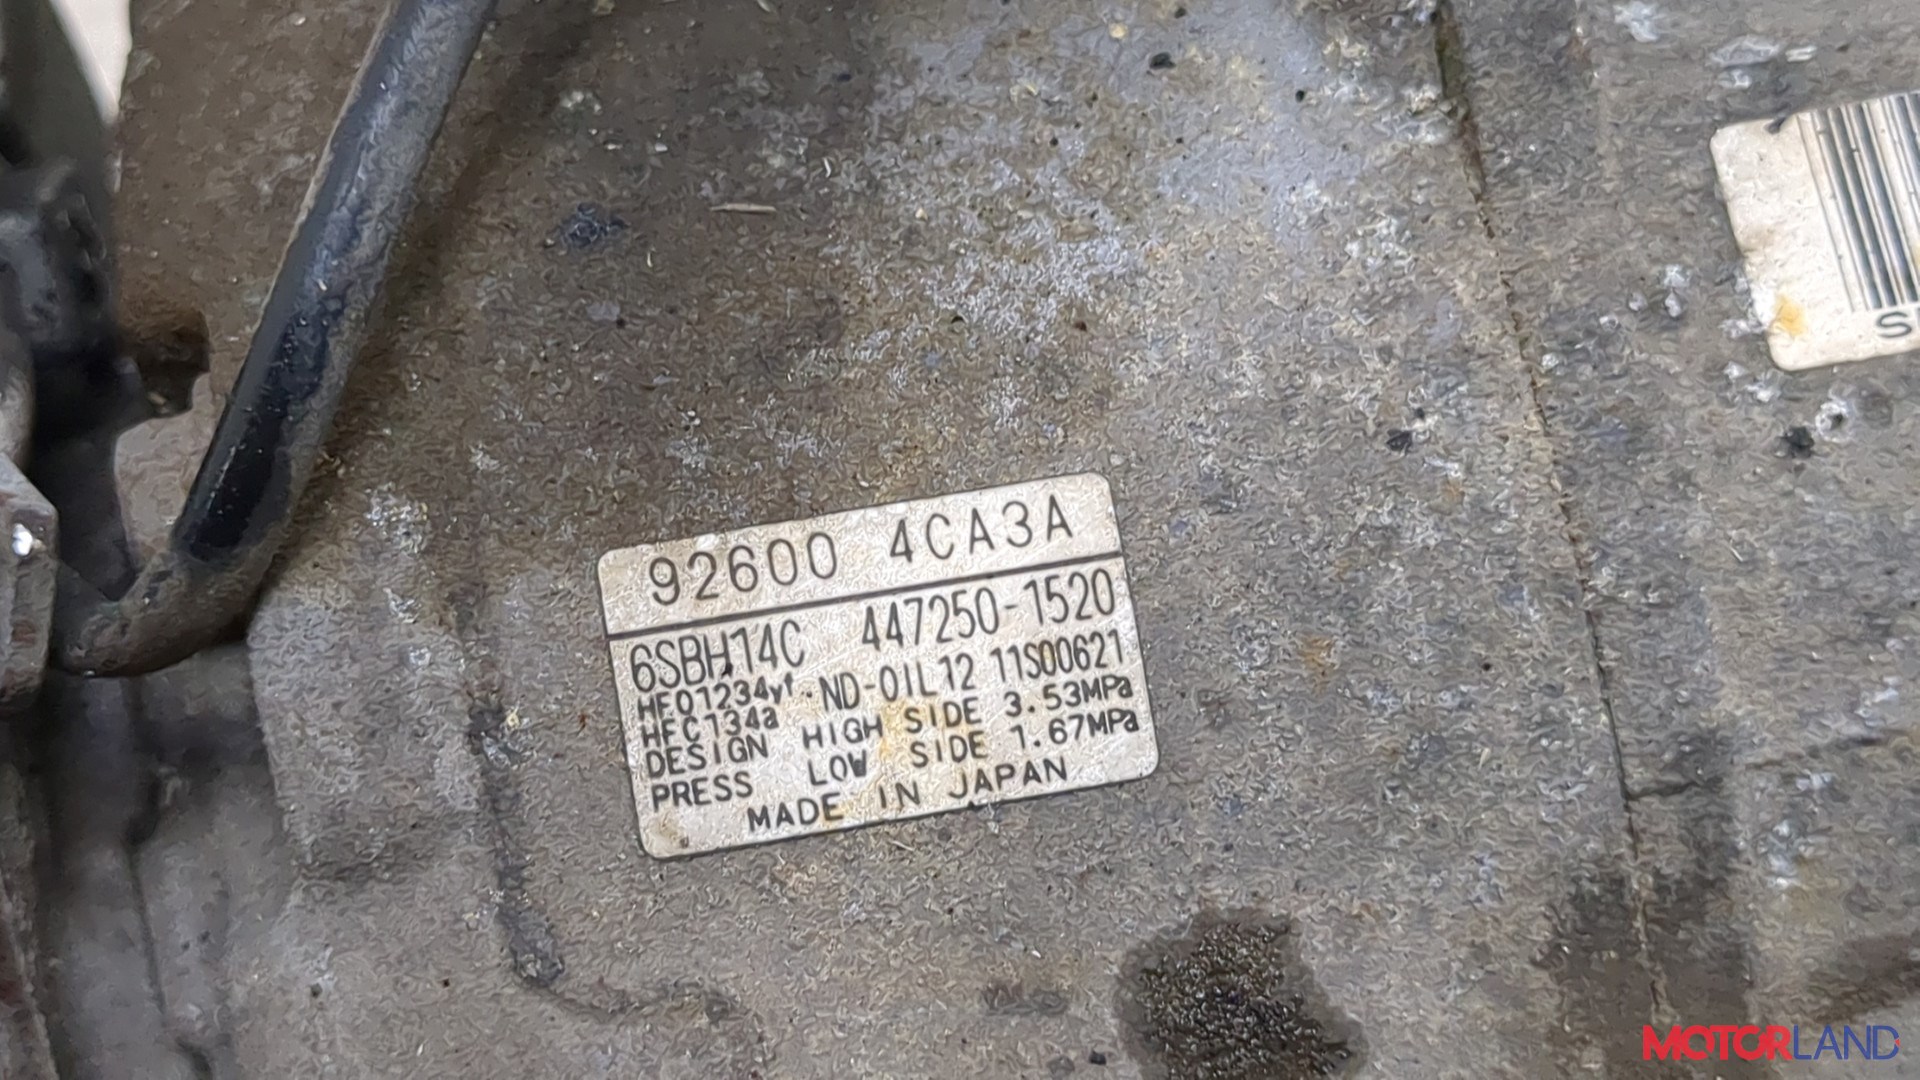 92600 4CA3A
6SBH14C 447250-1520
HFO1234yf・ND-OIL12 11S00621
HFC134a
DESIGN HIGH SIDE 3.53MPa
PRESS LOW SIDE 1.67MPa
MADE IN JAPAN
MOTORLAND